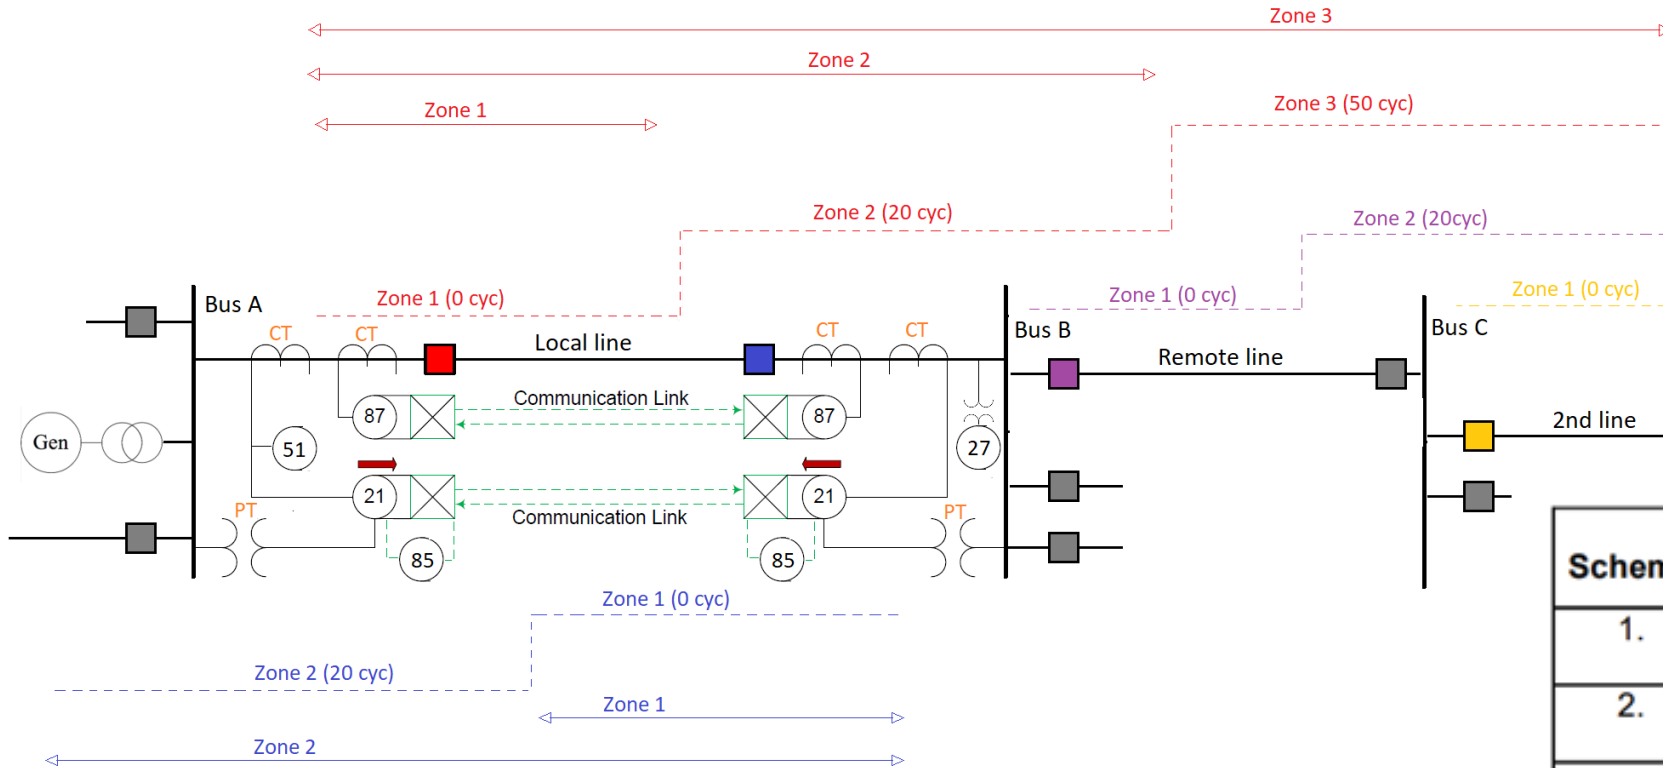 Zone 3
Zone 2
Zone 1
Zone 3 (50 cyc)
Zone 2 (20 cyc)
Zone 2 (20cyc)
Zone 1 (0 cyc)
Zone 1 (0 cyc)
Zone 1 (0 cyc)
Bus A
Bus B
Bus C
CT
CT
Local line
CT
CT
Remote line
2nd line
87
Communication Link
87
Gen
51
27
21
Communication Link
21
PT
PT
85
85
Zone 1 (0 cyc)
Zone 2 (20 cyc)
Zone 1
Zone 2
Schem
1.
2.